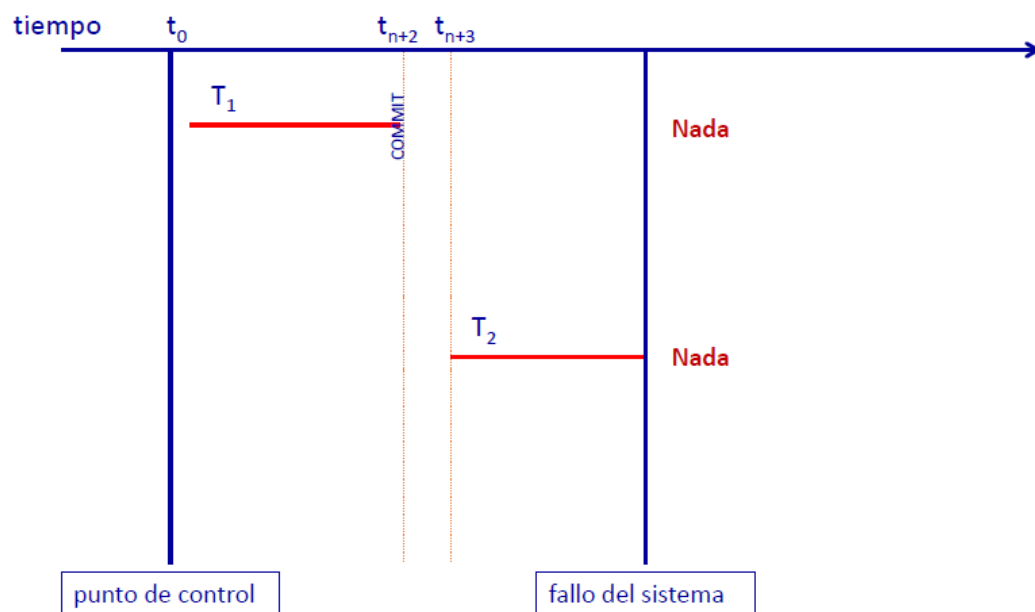 tiempo t₀ tₙ₊₂ tₙ₊₃
T₁
COMMIT
Nada
T₂
Nada
punto de control
fallo del sistema